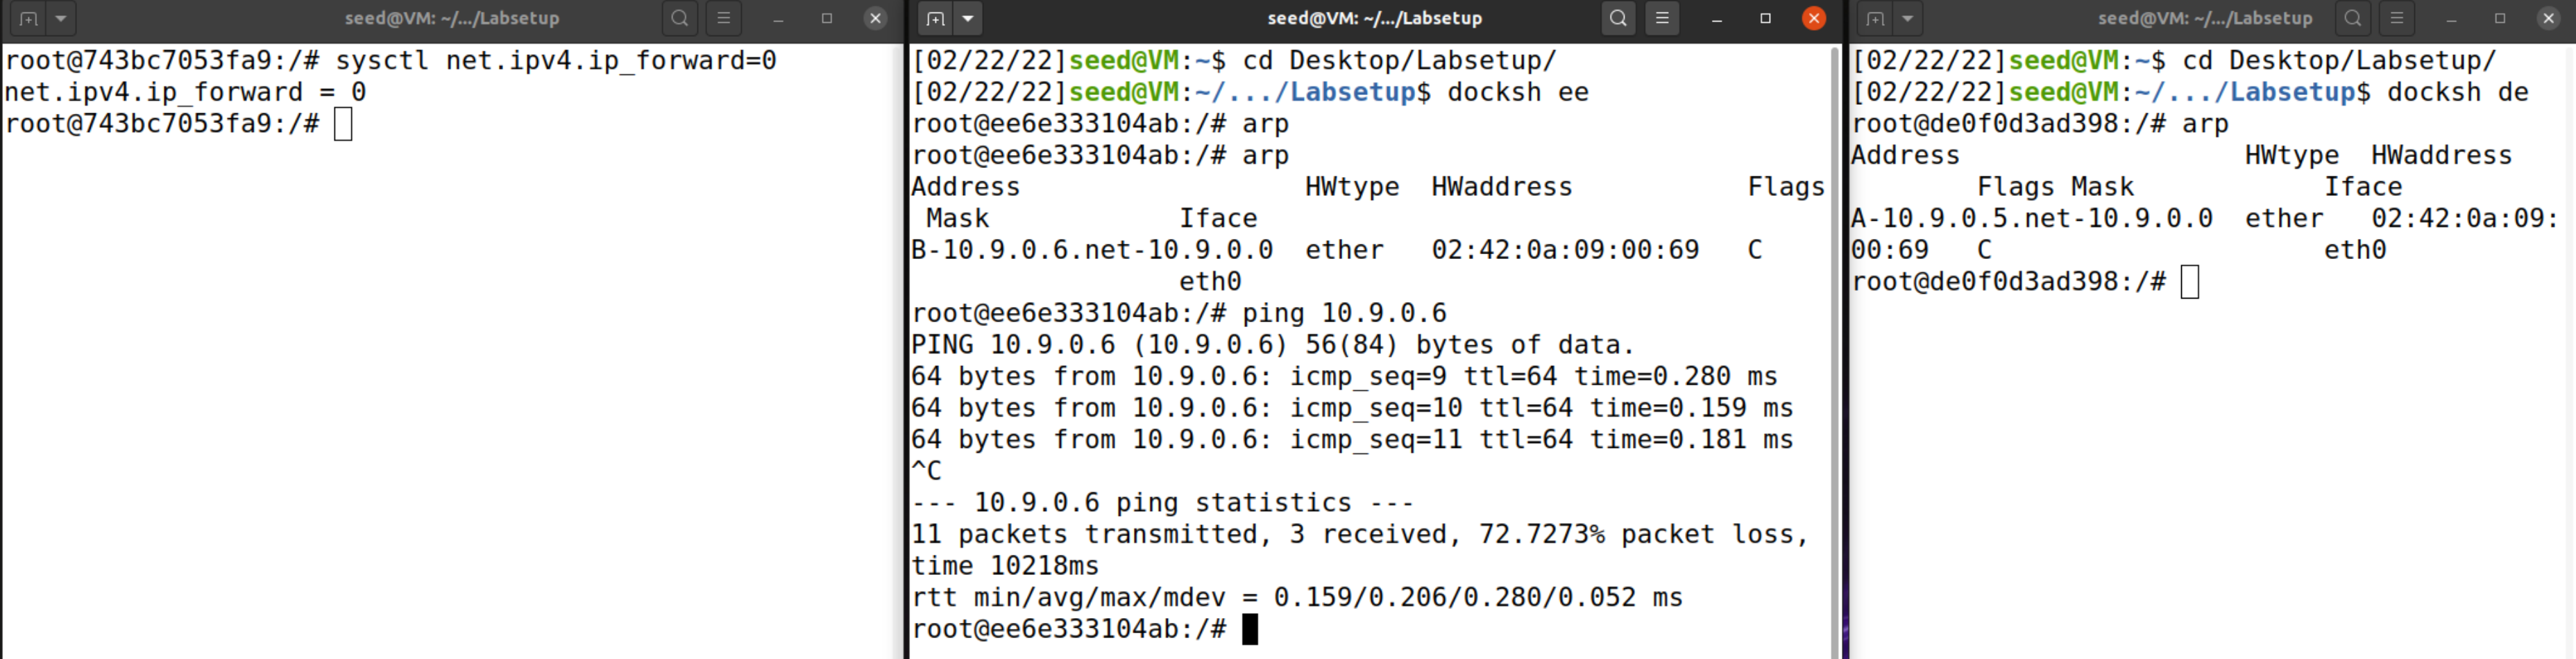 seed@VM: ~/.../Labsetup
root@743bc7053fa9:/# sysctl net.ipv4.ip_forward=0
net.ipv4.ip_forward = 0
root@743bc7053fa9:/#
seed@VM: ~/.../Labsetup
[02/22/22]seed@VM:~$ cd Desktop/Labsetup/
[02/22/22]seed@VM:~/.../Labsetup$ docksh ee
root@ee6e333104ab:/# arp
root@ee6e333104ab:/# arp
Address                  HWtype  HWaddress           Flags
 Mask            Iface
B-10.9.0.6.net-10.9.0.0  ether   02:42:0a:09:00:69   C
                 eth0
root@ee6e333104ab:/# ping 10.9.0.6
PING 10.9.0.6 (10.9.0.6) 56(84) bytes of data.
64 bytes from 10.9.0.6: icmp_seq=9 ttl=64 time=0.280 ms
64 bytes from 10.9.0.6: icmp_seq=10 ttl=64 time=0.159 ms
64 bytes from 10.9.0.6: icmp_seq=11 ttl=64 time=0.181 ms
^C
--- 10.9.0.6 ping statistics ---
11 packets transmitted, 3 received, 72.7273% packet loss,
time 10218ms
rtt min/avg/max/mdev = 0.159/0.206/0.280/0.052 ms
root@ee6e333104ab:/#
seed@VM: ~/.../Labsetup
[02/22/22]seed@VM:~$ cd Desktop/Labsetup/
[02/22/22]seed@VM:~/.../Labsetup$ docksh de
root@de0f0d3ad398:/# arp
Address                  HWtype  HWaddress
        Flags Mask            Iface
A-10.9.0.5.net-10.9.0.0  ether   02:42:0a:09:
00:69   C                     eth0
root@de0f0d3ad398:/#